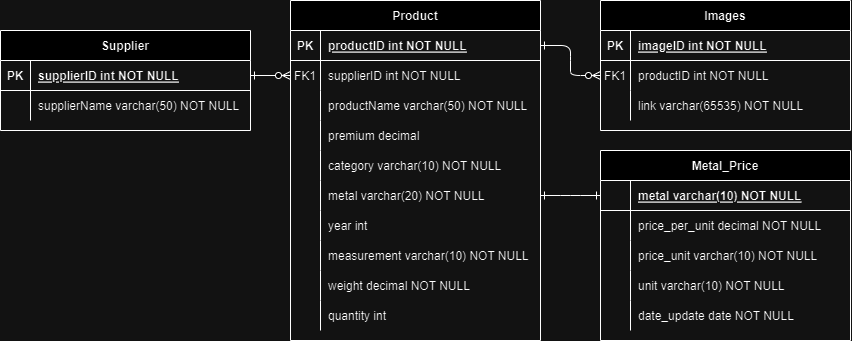 Supplier
PK supplierID int NOT NULL
supplierName varchar(50) NOT NULL
Product
PK productID int NOT NULL
FK1 supplierID int NOT NULL
productName varchar(50) NOT NULL
premium decimal
category varchar(10) NOT NULL
metal varchar(20) NOT NULL
year int
measurement varchar(10) NOT NULL
weight decimal NOT NULL
quantity int
Images
PK imageID int NOT NULL
FK1 productID int NOT NULL
link varchar(65535) NOT NULL
Metal_Price
metal varchar(10) NOT NULL
price_per_unit decimal NOT NULL
price_unit varchar(10) NOT NULL
unit varchar(10) NOT NULL
date_update date NOT NULL